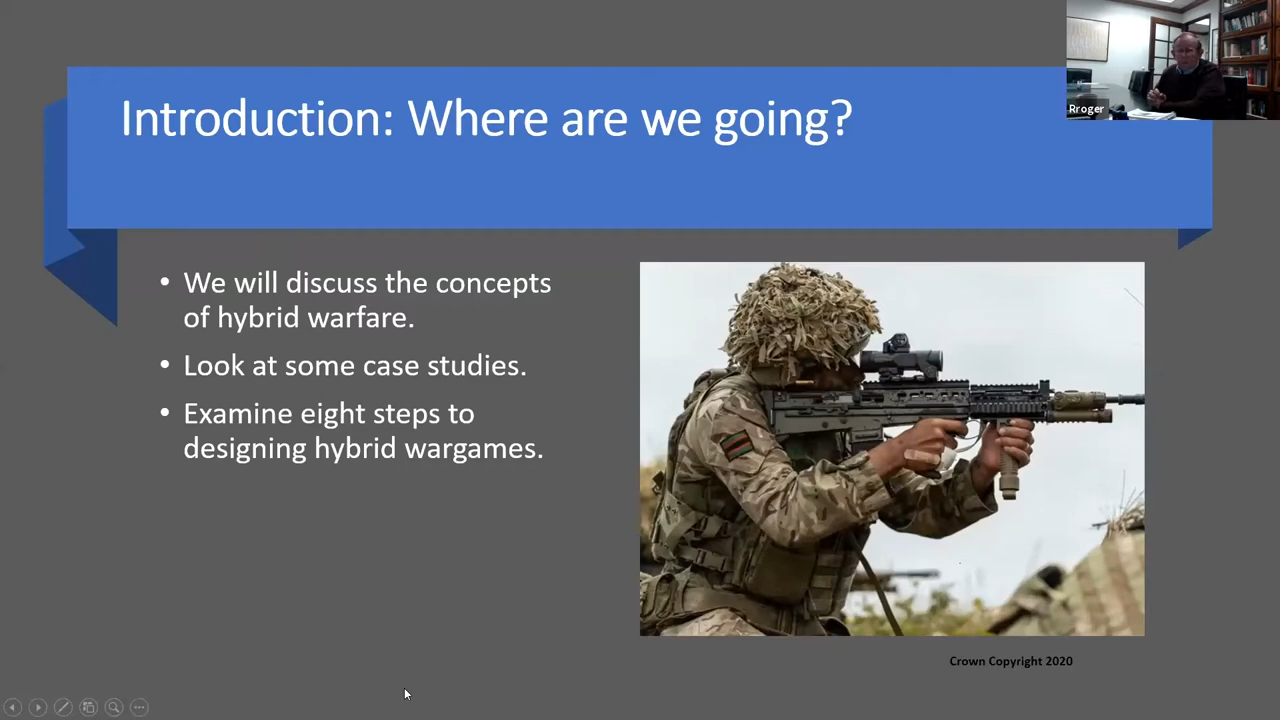 Introduction: Where are we going?
Rroger
• We will discuss the concepts
of hybrid warfare.
• Look at some case studies.
• Examine eight steps to
designing hybrid wargames.
Crown Copyright 2020